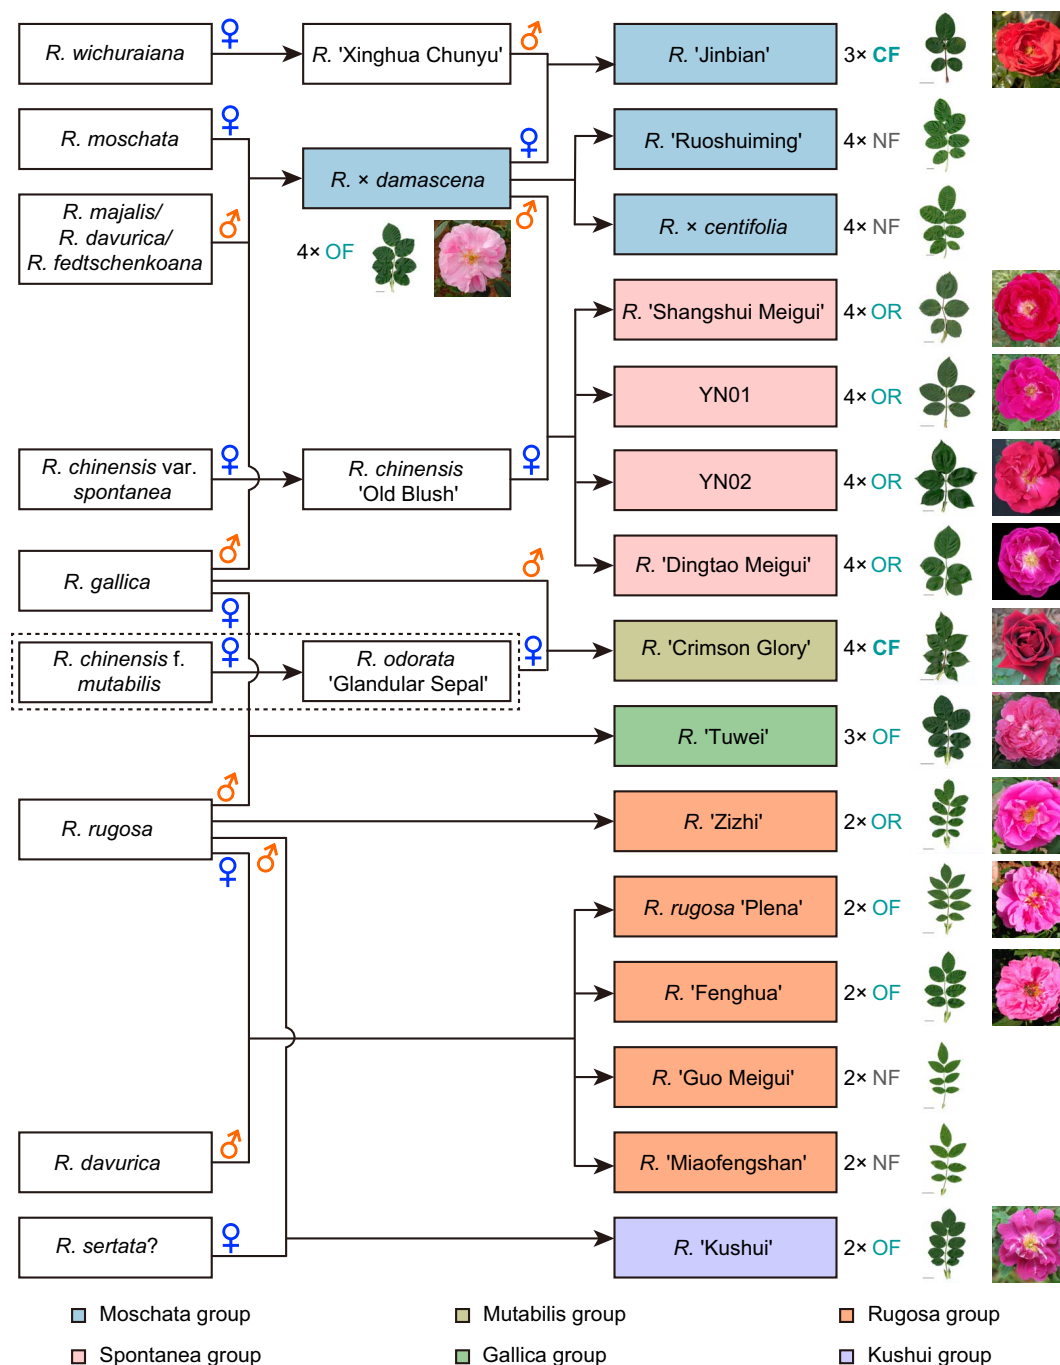 R. wichuraiana
♀
R. 'Xinghua Chunyu'
♂
R. 'Jinbian'
3× CF
R. moschata
♀
R. 'Ruoshuiming'
4× NF
R. × damascena
♀
♂
R. majalis/
R. davurica/
R. fedtschenkoana
♂
R. × centifolia
4× NF
4× OF
R. 'Shangshui Meigui'
4× OR
YN01
4× OR
R. chinensis var.
spontanea
♀
R. chinensis
'Old Blush'
♀
YN02
4× OR
R. gallica
♂
♀
♂
R. 'Dingtao Meigui'
4× OR
R. chinensis f.
mutabilis
♀
R. odorata
'Glandular Sepal'
♀
R. 'Crimson Glory'
4× CF
R. 'Tuwei'
3× OF
R. rugosa
♂
♀
♂
R. 'Zizhi'
2× OR
R. rugosa 'Plena'
2× OF
R. 'Fenghua'
2× OF
R. 'Guo Meigui'
2× NF
R. davurica
♂
R. 'Miaofengshan'
2× NF
R. sertata?
♀
R. 'Kushui'
2× OF
Moschata group
Mutabilis group
Rugosa group
Spontanea group
Gallica group
Kushui group